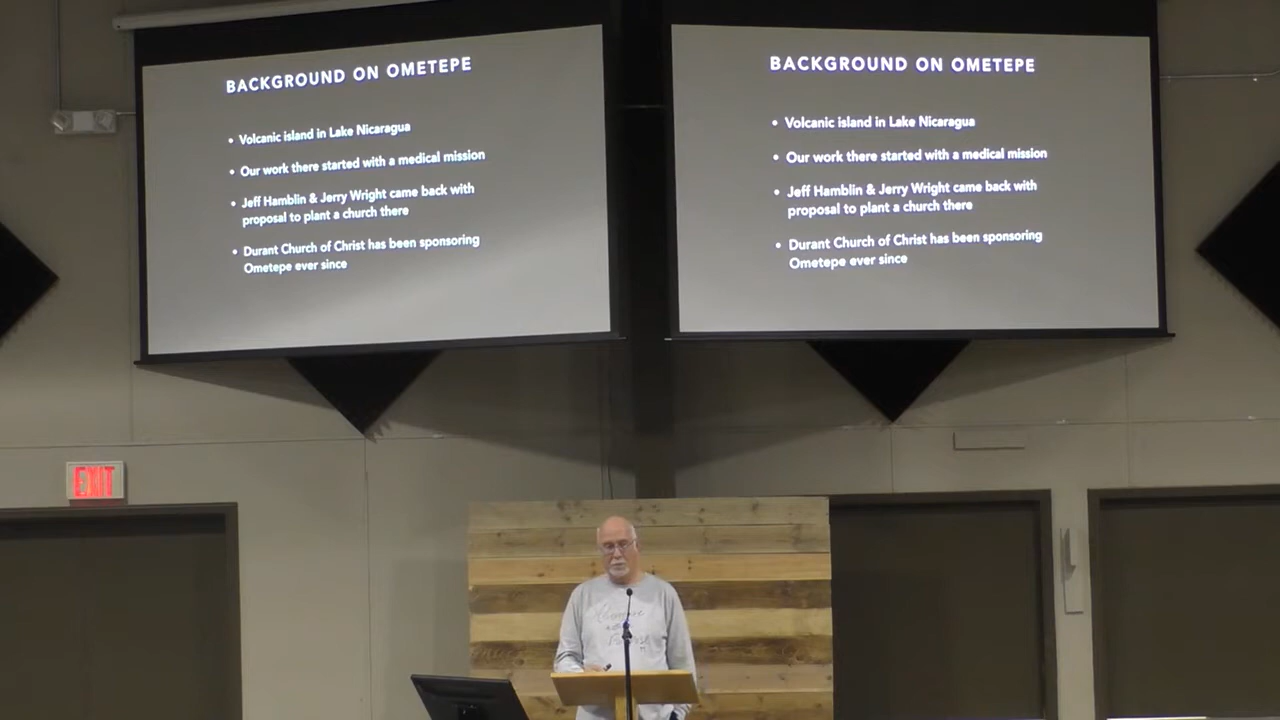 BACKGROUND ON OMETEPE
• Volcanic island in Lake Nicaragua
• Our work there started with a medical mission
• Jeff Hamblin & Jerry Wright came back with
proposal to plant a church there
• Durant Church of Christ has been sponsoring
Ometepe ever since
BACKGROUND ON OMETEPE
• Volcanic island in Lake Nicaragua
• Our work there started with a medical mission
• Jeff Hamblin & Jerry Wright came back with
proposal to plant a church there
• Durant Church of Christ has been sponsoring
Ometepe ever since
EXIT